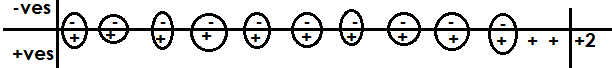 -ves - - - - - - - - - -
+ves + + + + + + + + + + + + +2